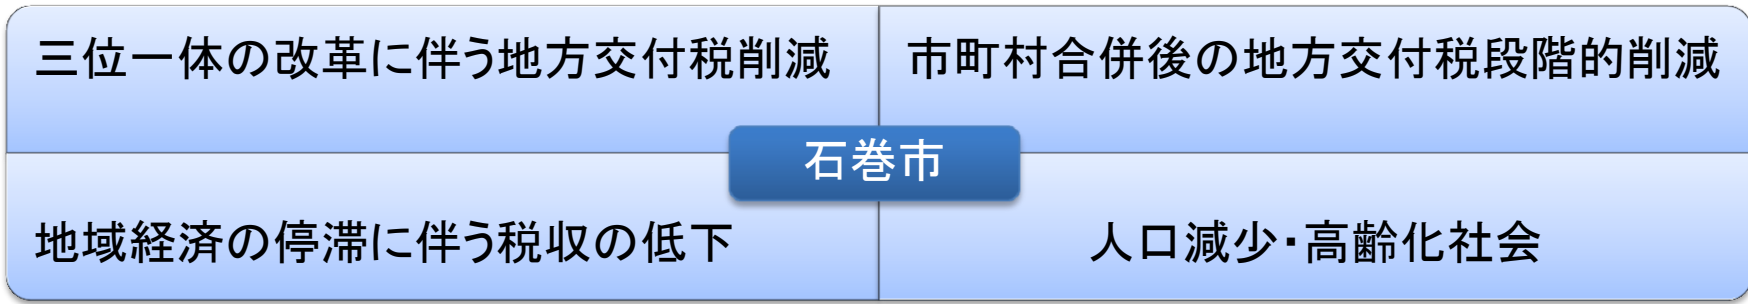 三位一体の改革に伴う地方交付税削減
市町村合併後の地方交付税段階的削減
石巻市
地域経済の停滞に伴う税収の低下
人口減少・高齢化社会